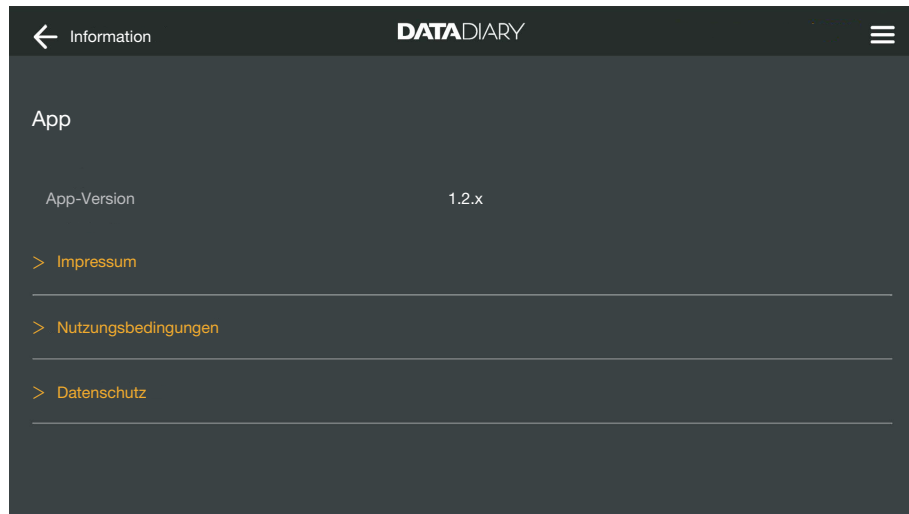 Information
DATADIARY
App
App-Version 1.2.x
> Impressum
> Nutzungsbedingungen
> Datenschutz